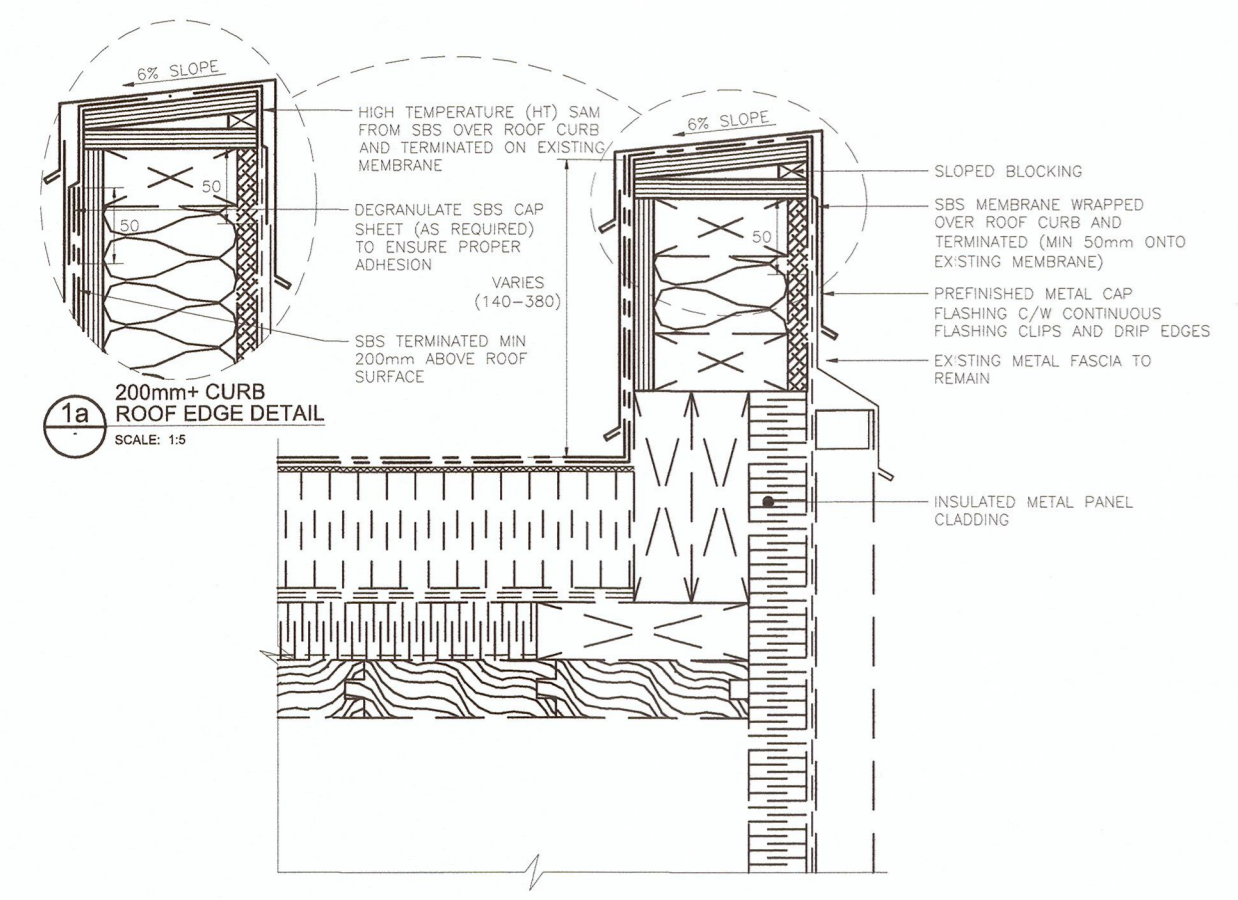 6% SLOPE
HIGH TEMPERATURE (HT) SAM
FROM SBS OVER ROOF CURB
AND TERMINATED ON EXISTING
MEMBRANE
50
50
DEGRANULATE SBS CAP
SHEET (AS REQUIRED)
TO ENSURE PROPER
ADHESION
VARIES
(140-380)
SBS TERMINATED MIN
200mm ABOVE ROOF
SURFACE
1a
-
200mm+ CURB
ROOF EDGE DETAIL
SCALE: 1:5
6% SLOPE
50
SLOPED BLOCKING
SBS MEMBRANE WRAPPED
OVER ROOF CURB AND
TERMINATED (MIN 50mm ONTO
EXISTING MEMBRANE)
PREFINISHED METAL CAP
FLASHING C/W CONTINUOUS
FLASHING CLIPS AND DRIP EDGES
EXISTING METAL FASCIA TO
REMAIN
INSULATED METAL PANEL
CLADDING